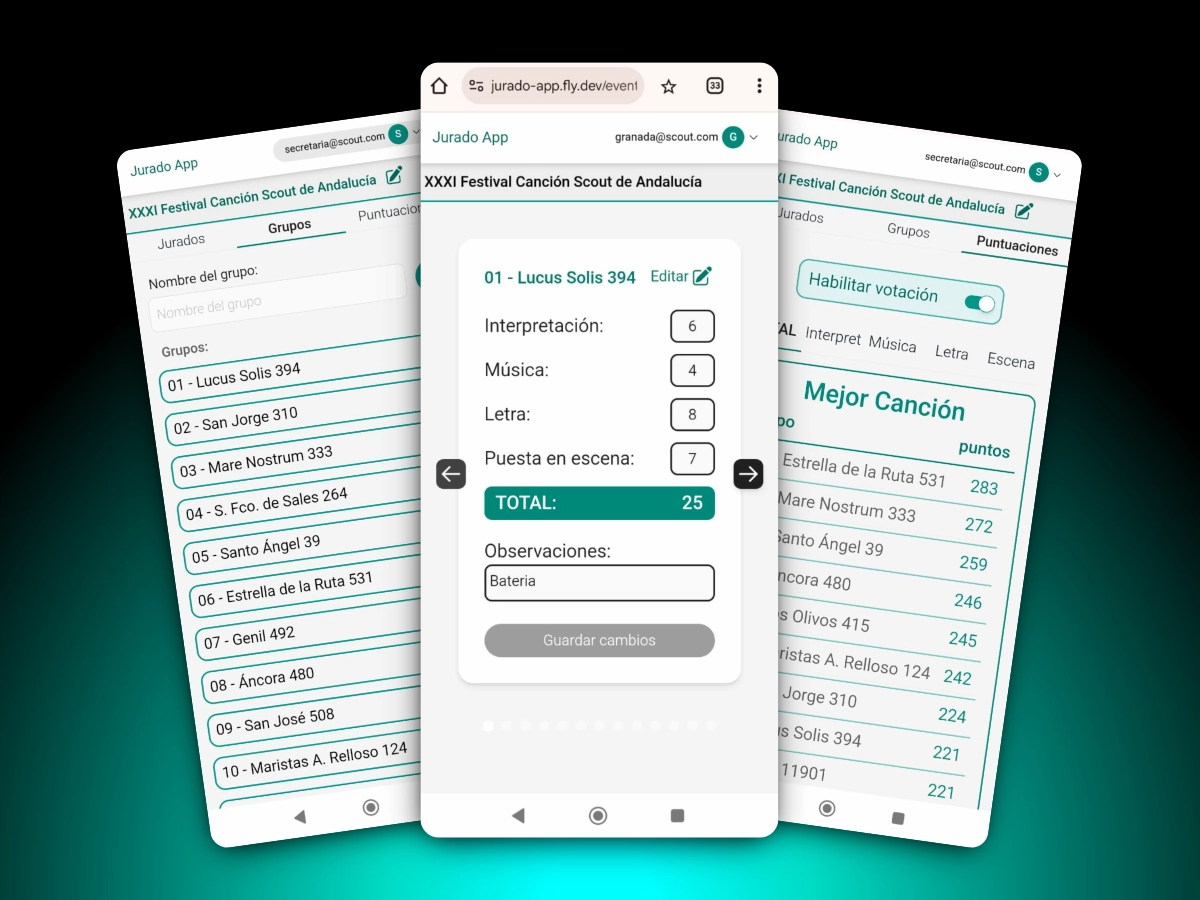 Jurado App
secretaria@scout.com S
XXXI Festival Canción Scout de Andalucía
Jurados Grupos Puntuacion
Nombre del grupo:
Nombre del grupo
Grupos:
01 - Lucus Solis 394
02 - San Jorge 310
03 - Mare Nostrum 333
04 - S. Fco. de Sales 264
05 - Santo Ángel 39
06 - Estrella de la Ruta 531
07 - Genil 492
08 - Áncora 480
09 - San José 508
10 - Maristas A. Relloso 124
jurado-app.fly.dev/event
33
Jurado App
granada@scout.com G
XXXI Festival Canción Scout de Andalucía
01 - Lucus Solis 394 Editar
Interpretación: 6
Música: 4
Letra: 8
Puesta en escena: 7
TOTAL: 25
Observaciones:
Bateria
Guardar cambios
urado App
secretaria@scout.com S
XI Festival Canción Scout de Andalucía
Jurados Grupos Puntuaciones
Habilitar votación
AL Interpret Música Letra Escena
Mejor Canción
po puntos
Estrella de la Ruta 531 283
Mare Nostrum 333 272
Santo Ángel 39 259
ncora 480 246
s Olivos 415 245
ristas A. Relloso 124 242
Jorge 310 224
s Solis 394 221
11901 221